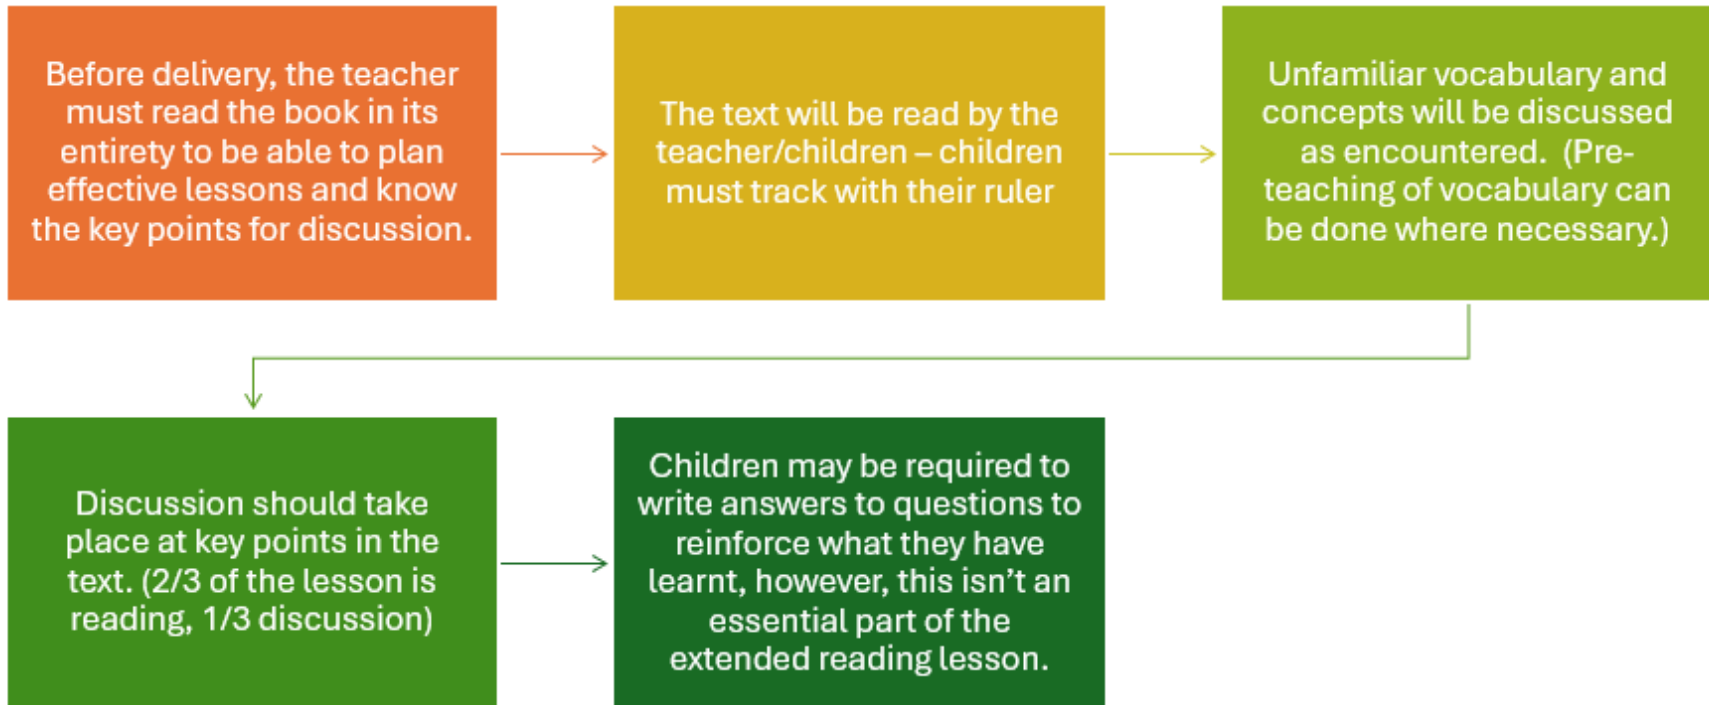 Before delivery, the teacher
must read the book in its
entirety to be able to plan
effective lessons and know
the key points for discussion.
The text will be read by the
teacher/children – children
must track with their ruler
Unfamiliar vocabulary and
concepts will be discussed
as encountered.  (Pre-
teaching of vocabulary can
be done where necessary.)
Discussion should take
place at key points in the
text. (2/3 of the lesson is
reading, 1/3 discussion)
Children may be required to
write answers to questions to
reinforce what they have
learnt, however, this isn’t an
essential part of the
extended reading lesson.